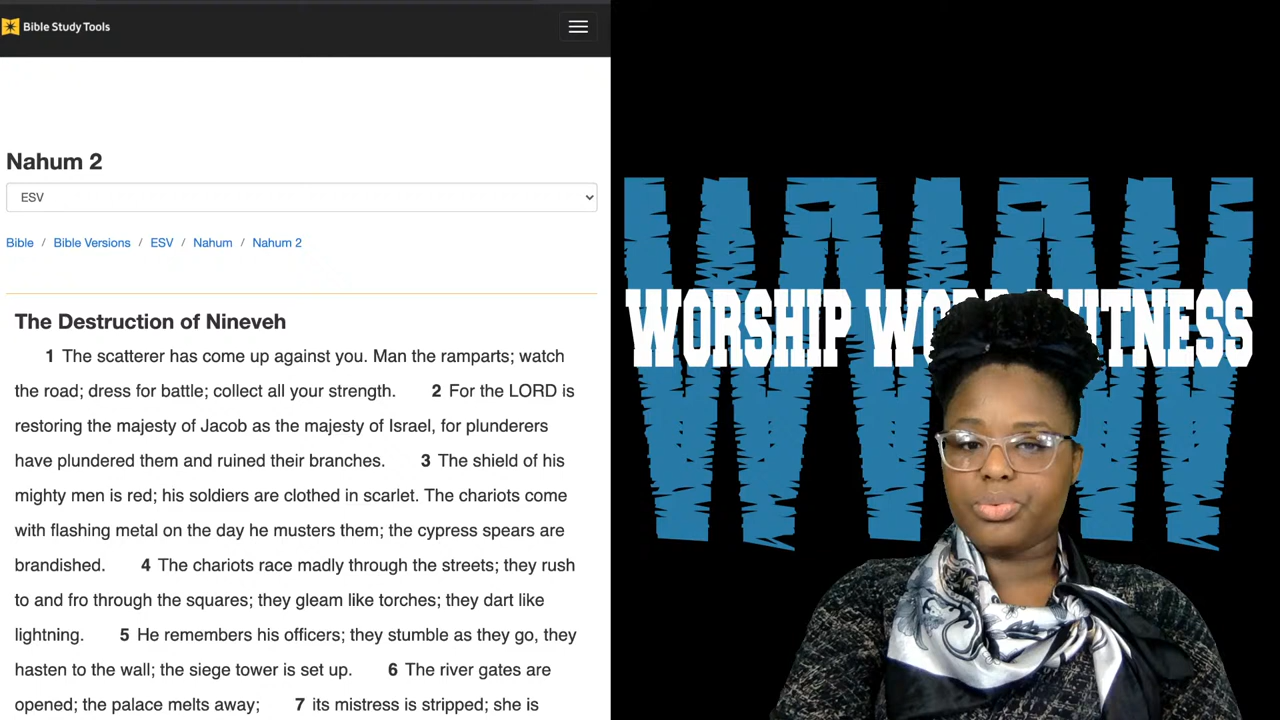 Bible Study Tools
Nahum 2
ESV
Bible / Bible Versions / ESV / Nahum / Nahum 2
The Destruction of Nineveh
1 The scatterer has come up against you. Man the ramparts; watch
the road; dress for battle; collect all your strength. 2 For the LORD is
restoring the majesty of Jacob as the majesty of Israel, for plunderers
have plundered them and ruined their branches. 3 The shield of his
mighty men is red; his soldiers are clothed in scarlet. The chariots come
with flashing metal on the day he musters them; the cypress spears are
brandished. 4 The chariots race madly through the streets; they rush
to and fro through the squares; they gleam like torches; they dart like
lightning. 5 He remembers his officers; they stumble as they go, they
hasten to the wall; the siege tower is set up. 6 The river gates are
opened; the palace melts away; 7 its mistress is stripped; she is
WWW
WORSHIP